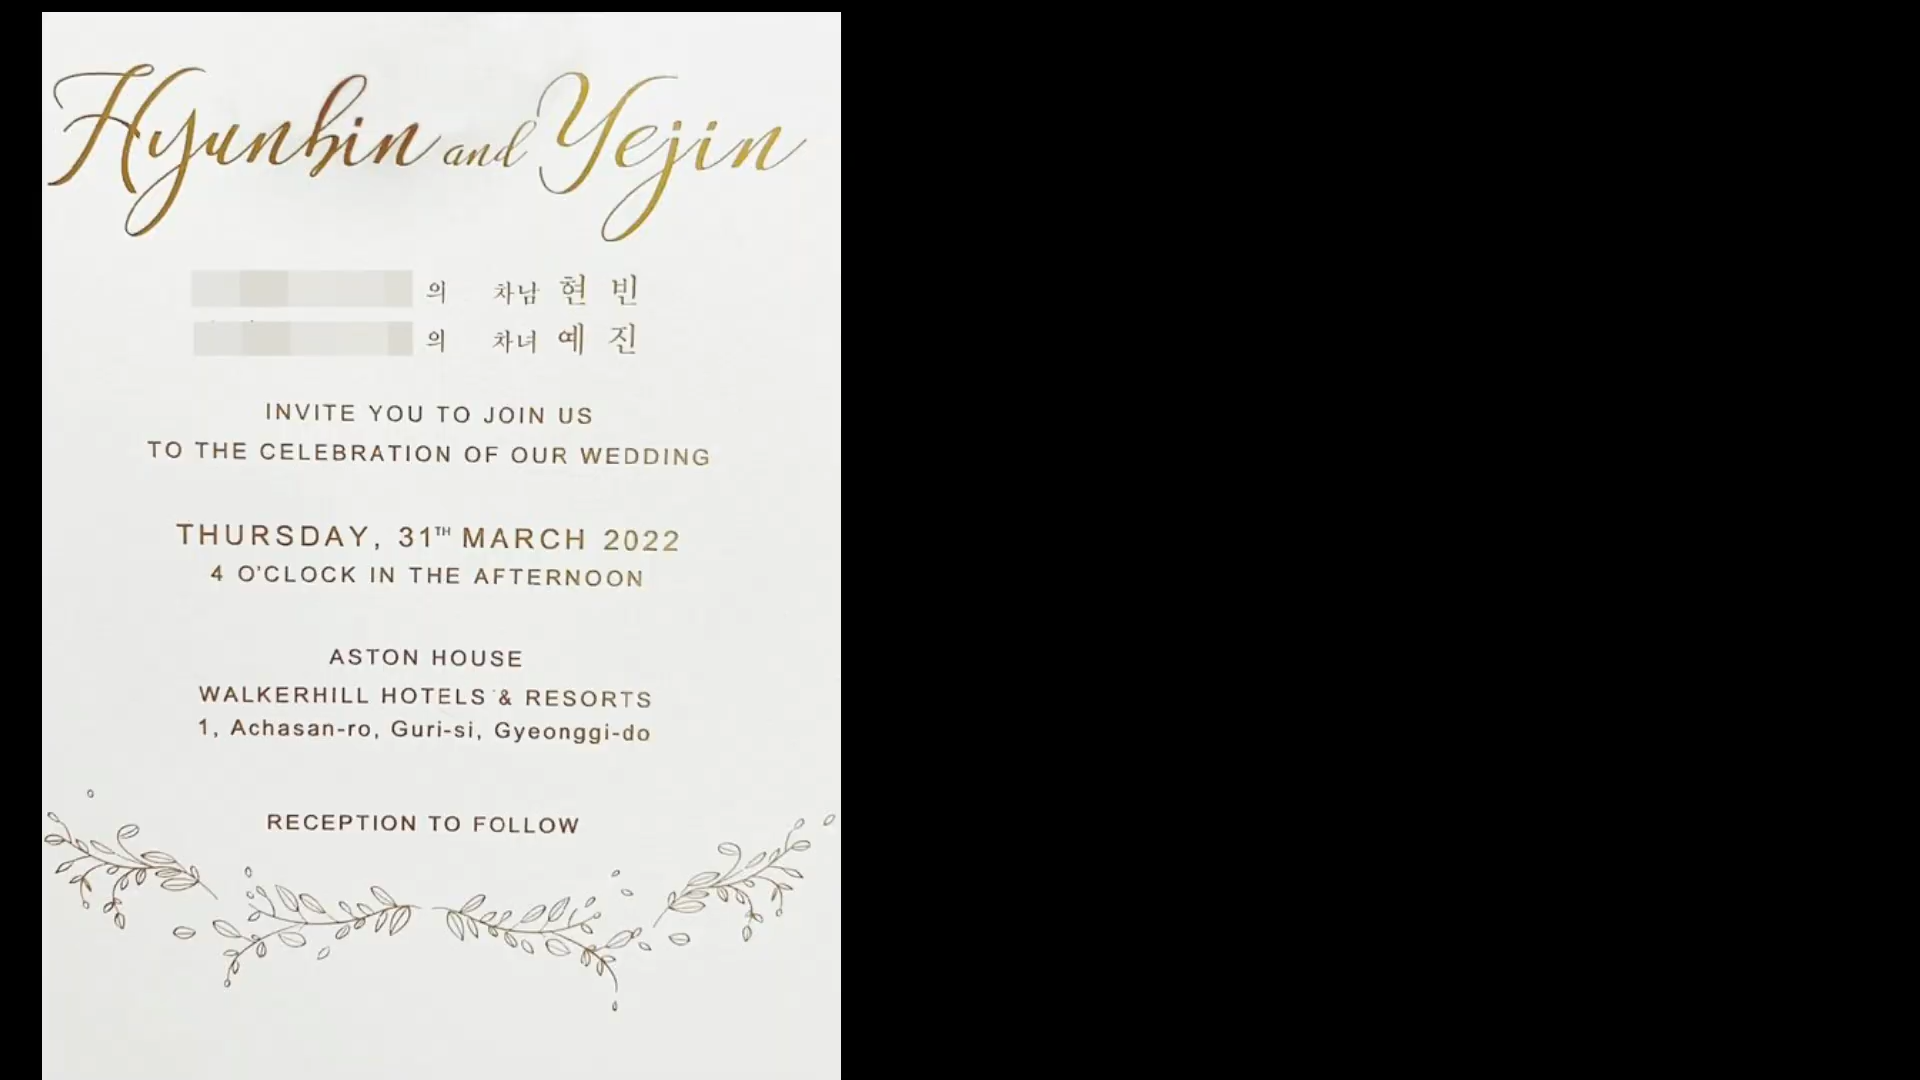 Hyunbin and Yejin
의 차남 현 빈
의 차녀 예 진
INVITE YOU TO JOIN US
TO THE CELEBRATION OF OUR WEDDING
THURSDAY, 31TH MARCH 2022
4 O'CLOCK IN THE AFTERNOON
ASTON HOUSE
WALKERHILL HOTELS & RESORTS
1, Achasan-ro, Guri-si, Gyeonggi-do
RECEPTION TO FOLLOW